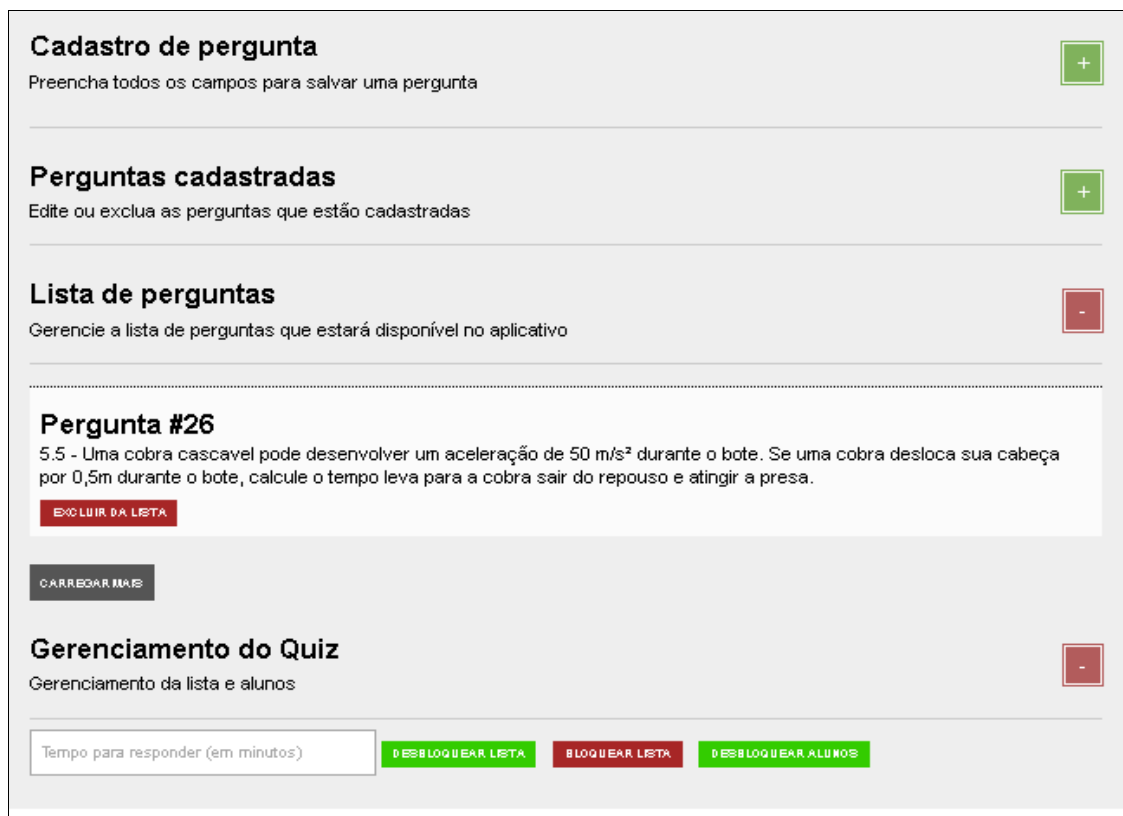 Cadastro de pergunta
+
Preencha todos os campos para salvar uma pergunta
Perguntas cadastradas
+
Edite ou exclua as perguntas que estão cadastradas
Lista de perguntas
-
Gerencie a lista de perguntas que estará disponível no aplicativo
Pergunta #26
5.5 - Uma cobra cascavel pode desenvolver um aceleração de 50 m/s² durante o bote. Se uma cobra desloca sua cabeça
por 0,5m durante o bote, calcule o tempo leva para a cobra sair do repouso e atingir a presa.
EXCLUIR DA LISTA
CARREGAR MAIS
Gerenciamento do Quiz
-
Gerenciamento da lista e alunos
Tempo para responder (em minutos)
DESBLOQUEAR LISTA
BLOQUEAR LISTA
DESBLOQUEAR ALUNOS